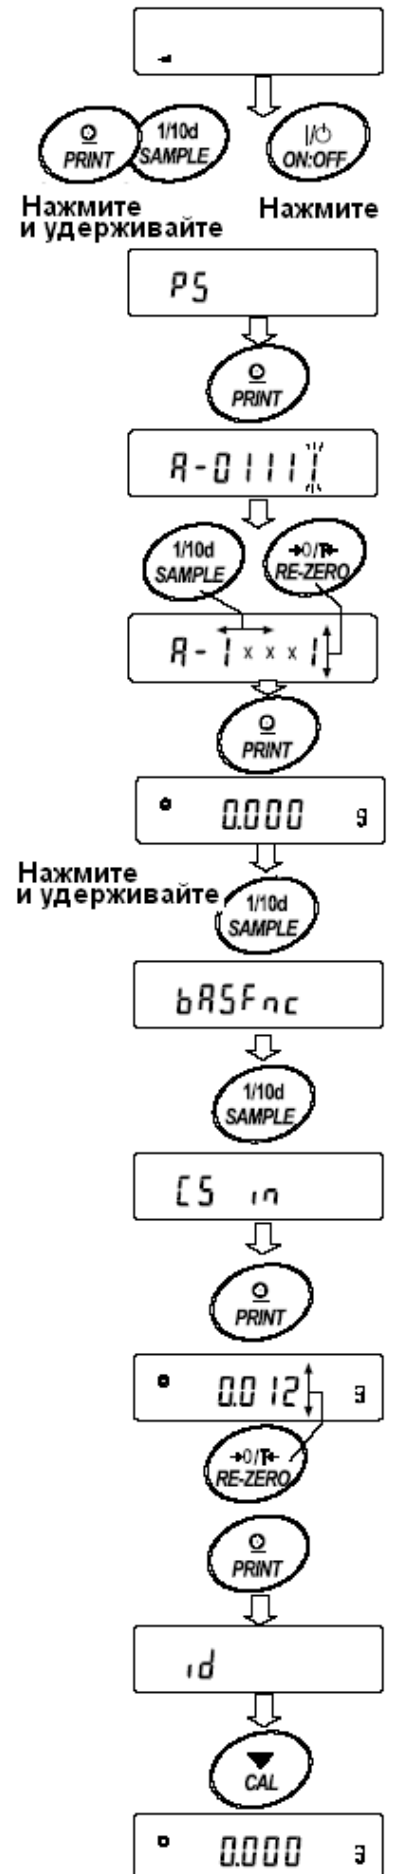 PRINT
1/10d
SAMPLE
I/⏻
ON:OFF
Нажмите
и удерживайте
Нажмите
PS
PRINT
A-01111
1/10d
SAMPLE
→0/T←
RE-ZERO
A-1xxx1
PRINT
0.000 g
Нажмите
и удерживайте
1/10d
SAMPLE
bASFnc
1/10d
SAMPLE
CS in
PRINT
0.012 g
→0/T←
RE-ZERO
PRINT
id
CAL
0.000 g